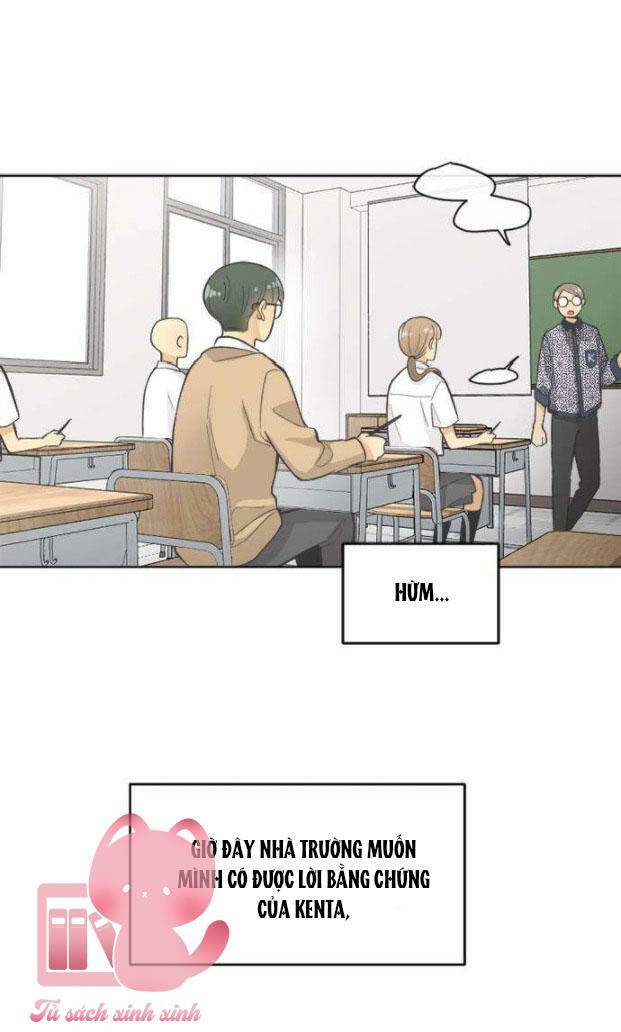 K
HỪM...
GIỜ ĐÂY NHÀ TRƯỜNG MUỐN
MÌNH CÓ ĐƯỢC LỜI BẰNG CHỨNG
CỦA KENTA,
Tủ sách xinh xinh